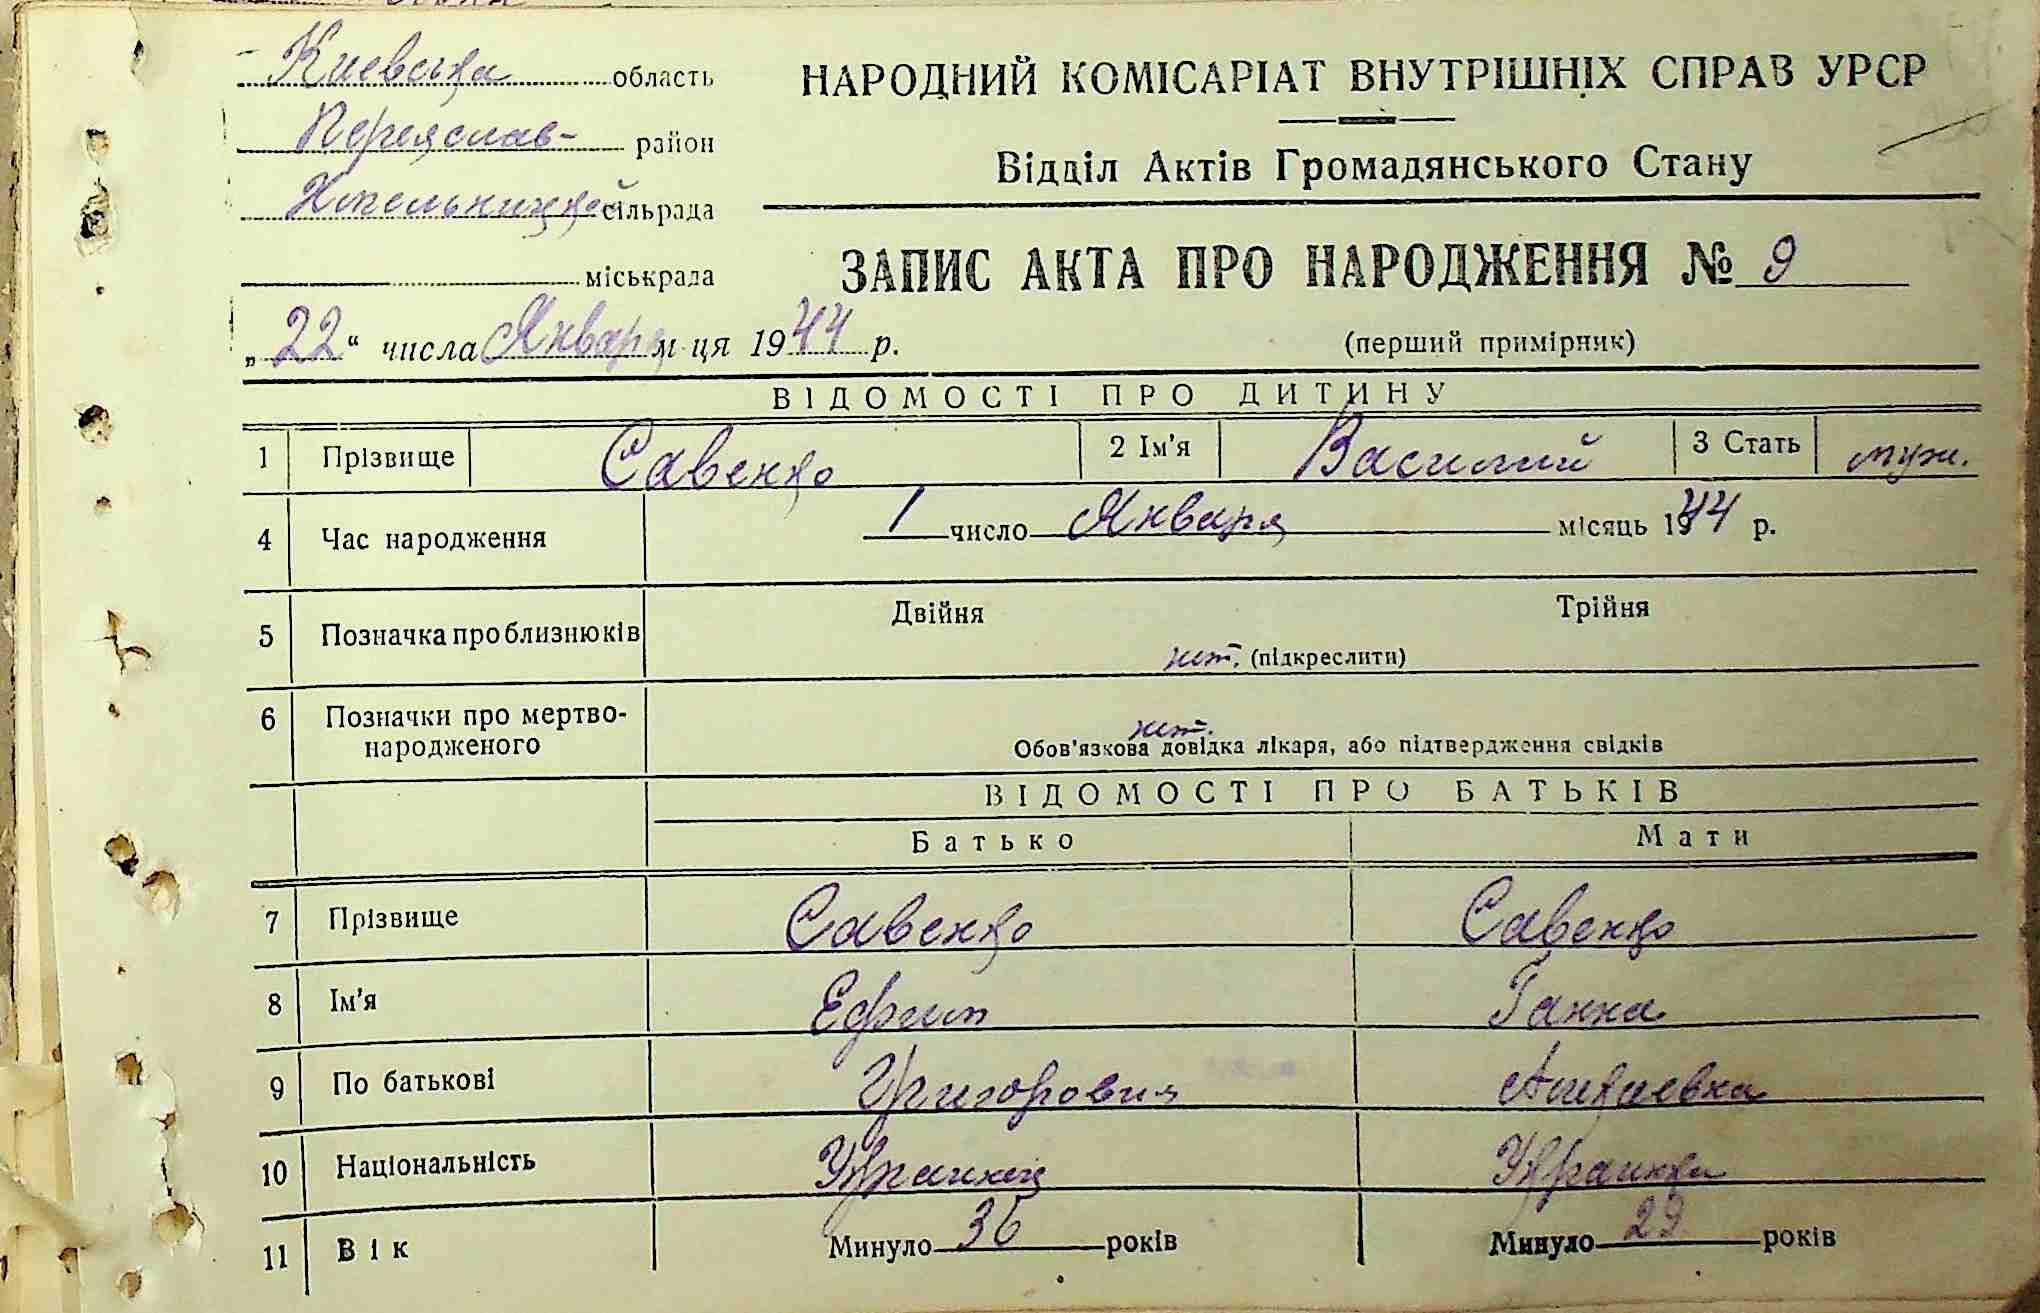 Киевська область
Переяслав- район
Хмельницкой сільрада
міськрада
„22“ числа Января м-ця 1944 р.
НАРОДНИЙ КОМІСАРІАТ ВНУТРІШНІХ СПРАВ УРСР
Відділ Актів Громадянського Стану
ЗАПИС АКТА ПРО НАРОДЖЕННЯ № 9
(перший примірник)
ВІДОМОСТІ ПРО ДИТИНУ
1 Прізвище Савенко 2 Ім'я Василий 3 Стать муж.
4 Час народження 1 число Января місяць 1944 р.
5 Позначка про близнюків Двійня Трійня
нет. (підкреслити)
6 Позначки про мертво-
народженого
нет.
Обов'язкова довідка лікаря, або підтвердження свідків
ВІДОМОСТІ ПРО БАТЬКІВ
Батько Мати
7 Прізвище Савенко Савенко
8 Ім'я Ефим Ганна
9 По батькові Григорович
10 Національність Украинец Украинка
11 Вік Минуло 36 років Минуло 29 років